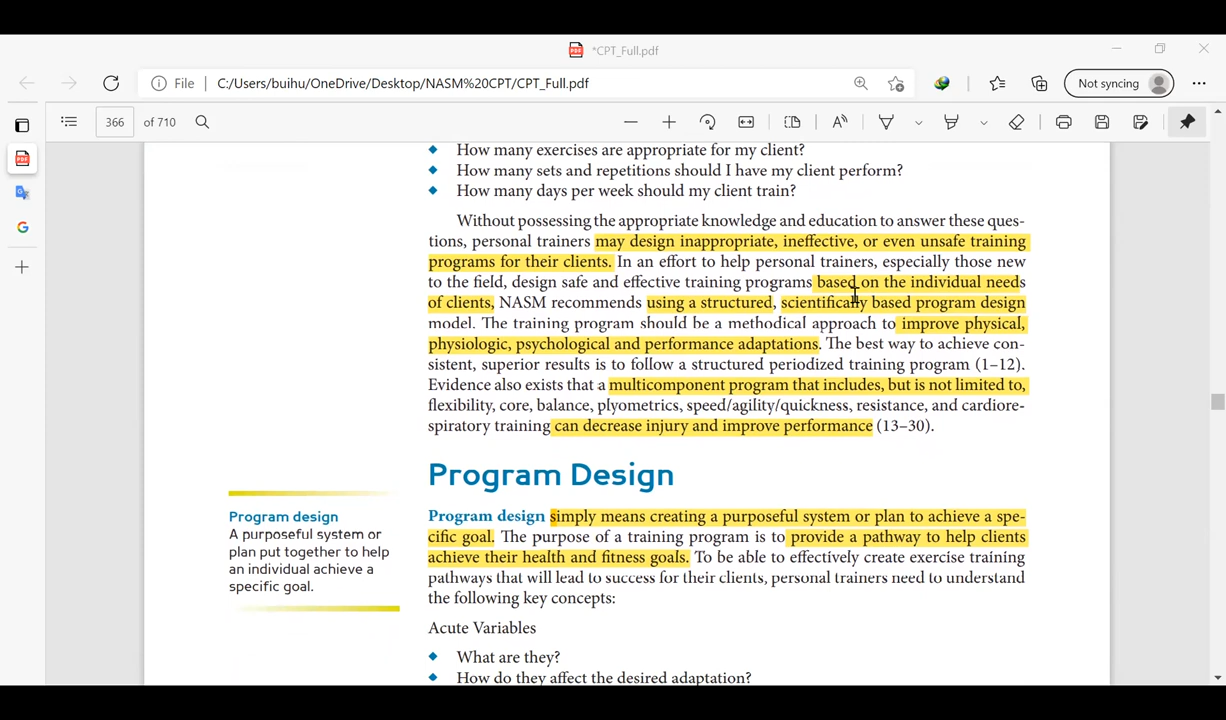 *CPT_Full.pdf
File | C:/Users/buihu/OneDrive/Desktop/NASM%20CPT/CPT_Full.pdf
Not syncing
366 of 710
How many exercises are appropriate for my client?
How many sets and repetitions should I have my client perform?
How many days per week should my client train?
Without possessing the appropriate knowledge and education to answer these ques-
tions, personal trainers may design inappropriate, ineffective, or even unsafe training
programs for their clients. In an effort to help personal trainers, especially those new
to the field, design safe and effective training programs based on the individual needs
of clients, NASM recommends using a structured, scientifically based program design
model. The training program should be a methodical approach to improve physical,
physiologic, psychological and performance adaptations. The best way to achieve con-
sistent, superior results is to follow a structured periodized training program (1–12).
Evidence also exists that a multicomponent program that includes, but is not limited to,
flexibility, core, balance, plyometrics, speed/agility/quickness, resistance, and cardiore-
spiratory training can decrease injury and improve performance (13–30).
Program Design
Program design
A purposeful system or
plan put together to help
an individual achieve a
specific goal.
Program design simply means creating a purposeful system or plan to achieve a spe-
cific goal. The purpose of a training program is to provide a pathway to help clients
achieve their health and fitness goals. To be able to effectively create exercise training
pathways that will lead to success for their clients, personal trainers need to understand
the following key concepts:
Acute Variables
What are they?
How do they affect the desired adaptation?